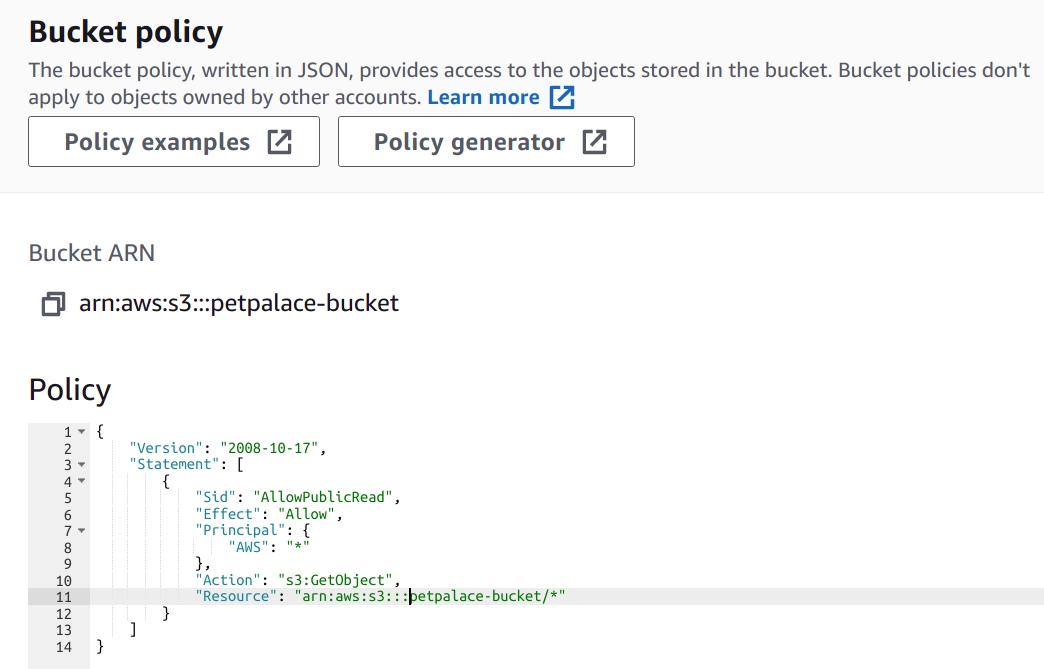 Bucket policy
The bucket policy, written in JSON, provides access to the objects stored in the bucket. Bucket policies don't
apply to objects owned by other accounts. Learn more
Policy examples Policy generator
Bucket ARN
arn:aws:s3:::petpalace-bucket
Policy
1 {
2 "Version": "2008-10-17",
3 "Statement": [
4 {
5 "Sid": "AllowPublicRead",
6 "Effect": "Allow",
7 "Principal": {
8 "AWS": "*"
9 },
10 "Action": "s3:GetObject",
11 "Resource": "arn:aws:s3:::petpalace-bucket/*"
12 }
13 ]
14 }